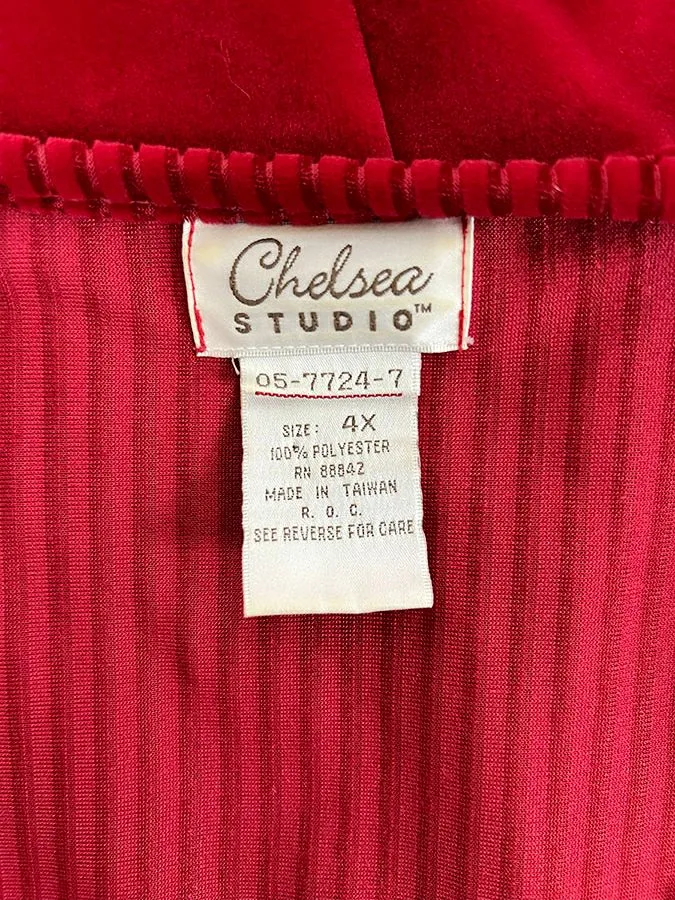 Chelsea
STUDIO™
05-7724-7
SIZE: 4X
100% POLYESTER
RN 88842
MADE IN TAIWAN
R. O. C.
SEE REVERSE FOR CARE